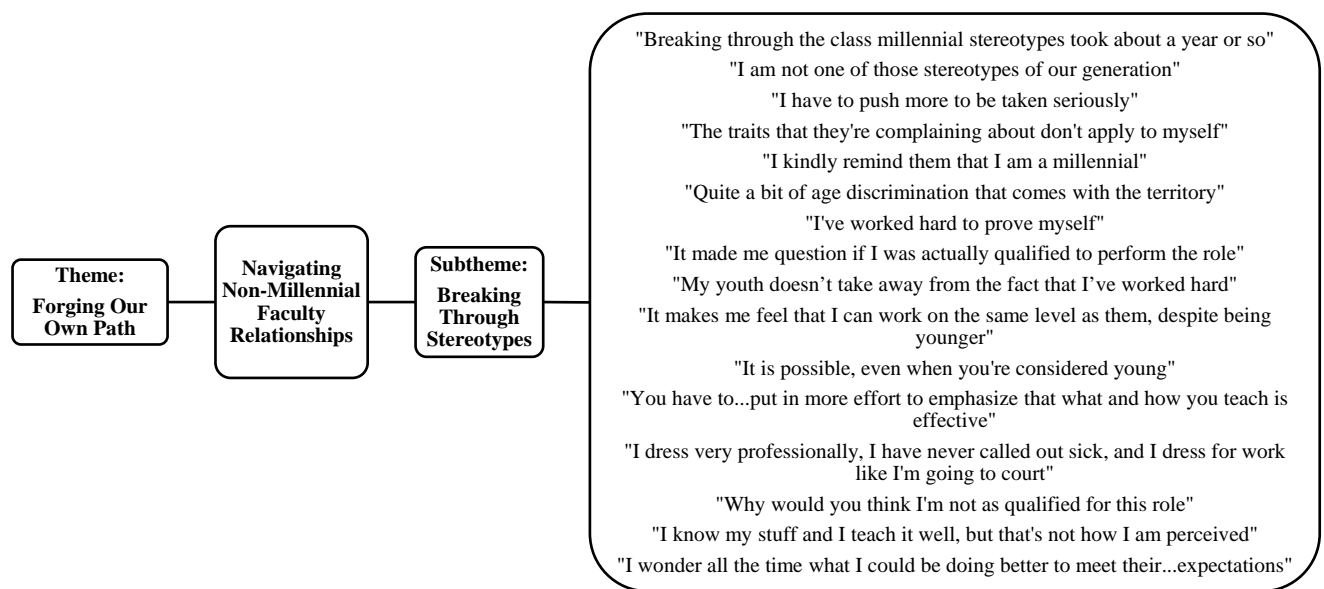 Theme:
Forging Our
Own Path
Navigating
Non-Millennial
Faculty
Relationships
Subtheme:
Breaking
Through
Stereotypes
"Breaking through the class millennial stereotypes took about a year or so"
"I am not one of those stereotypes of our generation"
"I have to push more to be taken seriously"
"The traits that they're complaining about don't apply to myself"
"I kindly remind them that I am a millennial"
"Quite a bit of age discrimination that comes with the territory"
"I've worked hard to prove myself"
"It made me question if I was actually qualified to perform the role"
"My youth doesn’t take away from the fact that I’ve worked hard"
"It makes me feel that I can work on the same level as them, despite being
younger"
"It is possible, even when you're considered young"
"You have to...put in more effort to emphasize that what and how you teach is
effective"
"I dress very professionally, I have never called out sick, and I dress for work
like I'm going to court"
"Why would you think I'm not as qualified for this role"
"I know my stuff and I teach it well, but that's not how I am perceived"
"I wonder all the time what I could be doing better to meet their...expectations"